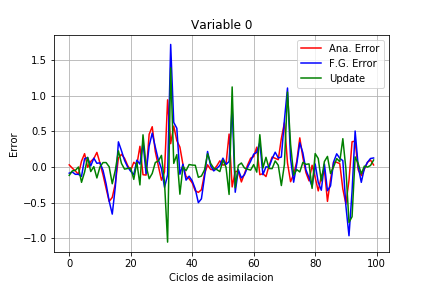 Variable 0
Ana. Error
F.G. Error
Update
Error
1.5
1.0
0.5
0.0
−0.5
−1.0
0 20 40 60 80 100
Ciclos de asimilacion